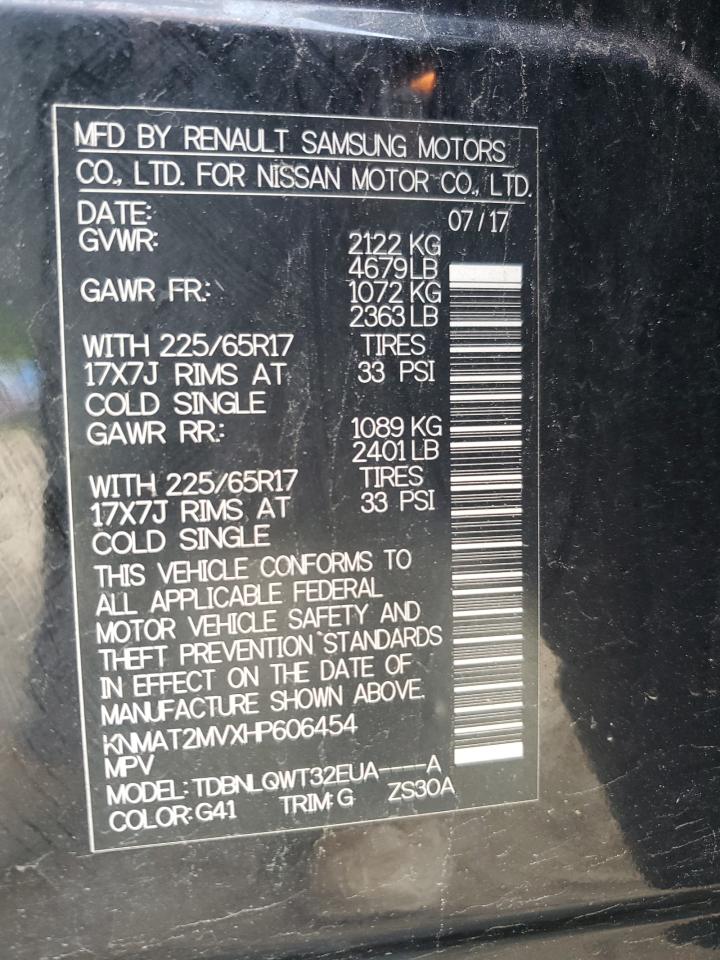 MFD BY RENAULT SAMSUNG MOTORS
CO., LTD. FOR NISSAN MOTOR CO., LTD.
DATE: 07/17
GVWR: 2122 KG
4679 LB
GAWR FR: 1072 KG
2363 LB
WITH 225/65R17 TIRES
17X7J RIMS AT 33 PSI
COLD SINGLE
GAWR RR: 1089 KG
2401 LB
WITH 225/65R17 TIRES
17X7J RIMS AT 33 PSI
COLD SINGLE
THIS VEHICLE CONFORMS TO
ALL APPLICABLE FEDERAL
MOTOR VEHICLE SAFETY AND
THEFT PREVENTION STANDARDS
IN EFFECT ON THE DATE OF
MANUFACTURE SHOWN ABOVE.
KNMAT2MVXHP606454
MPV
MODEL: TDBNLQWT32EUA----A
COLOR: G41 TRIM: G ZS30A